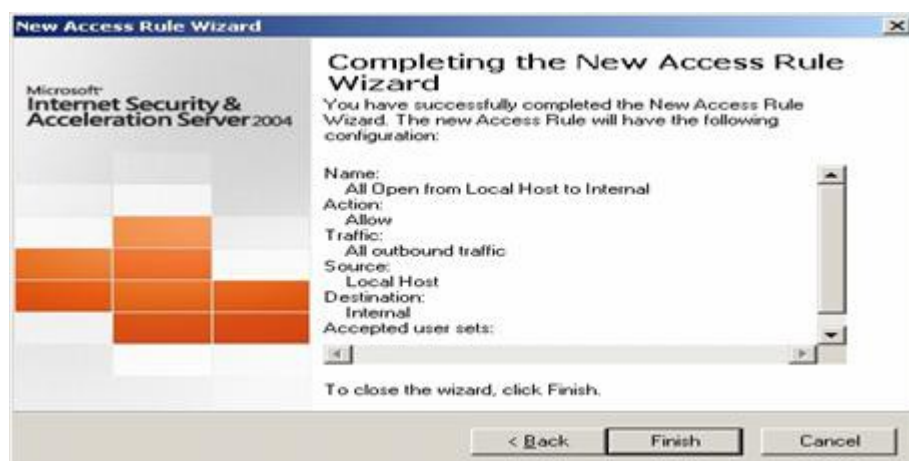 New Access Rule Wizard
Microsoft
Internet Security &
Acceleration Server 2004
Completing the New Access Rule
Wizard
You have successfully completed the New Access Rule
Wizard. The new Access Rule will have the following
configuration:
Name:
All Open from Local Host to Internal
Action:
Allow
Traffic:
All outbound traffic
Source:
Local Host
Destination:
Internal
Accepted user sets:
To close the wizard, click Finish.
< Back
Finish
Cancel